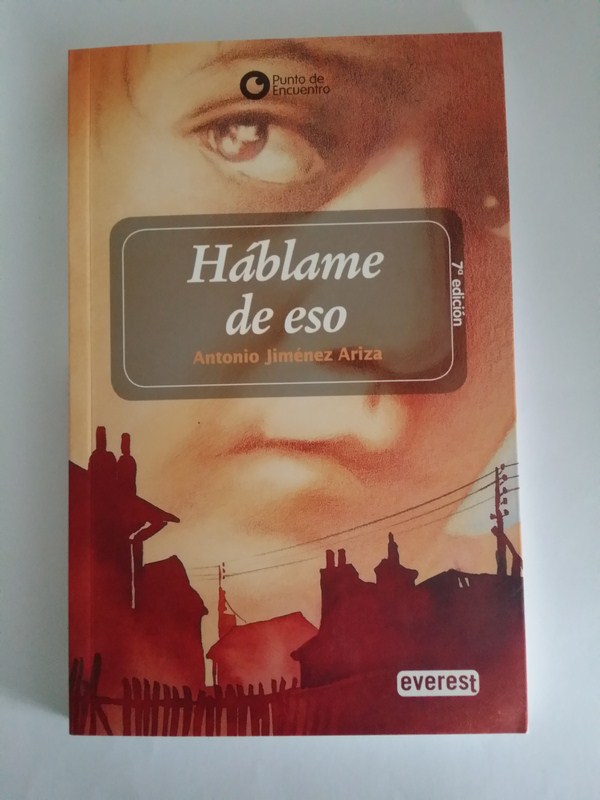 Punto de
Encuentro
Háblame
de eso
Antonio Jiménez Ariza
7ª edición
everest